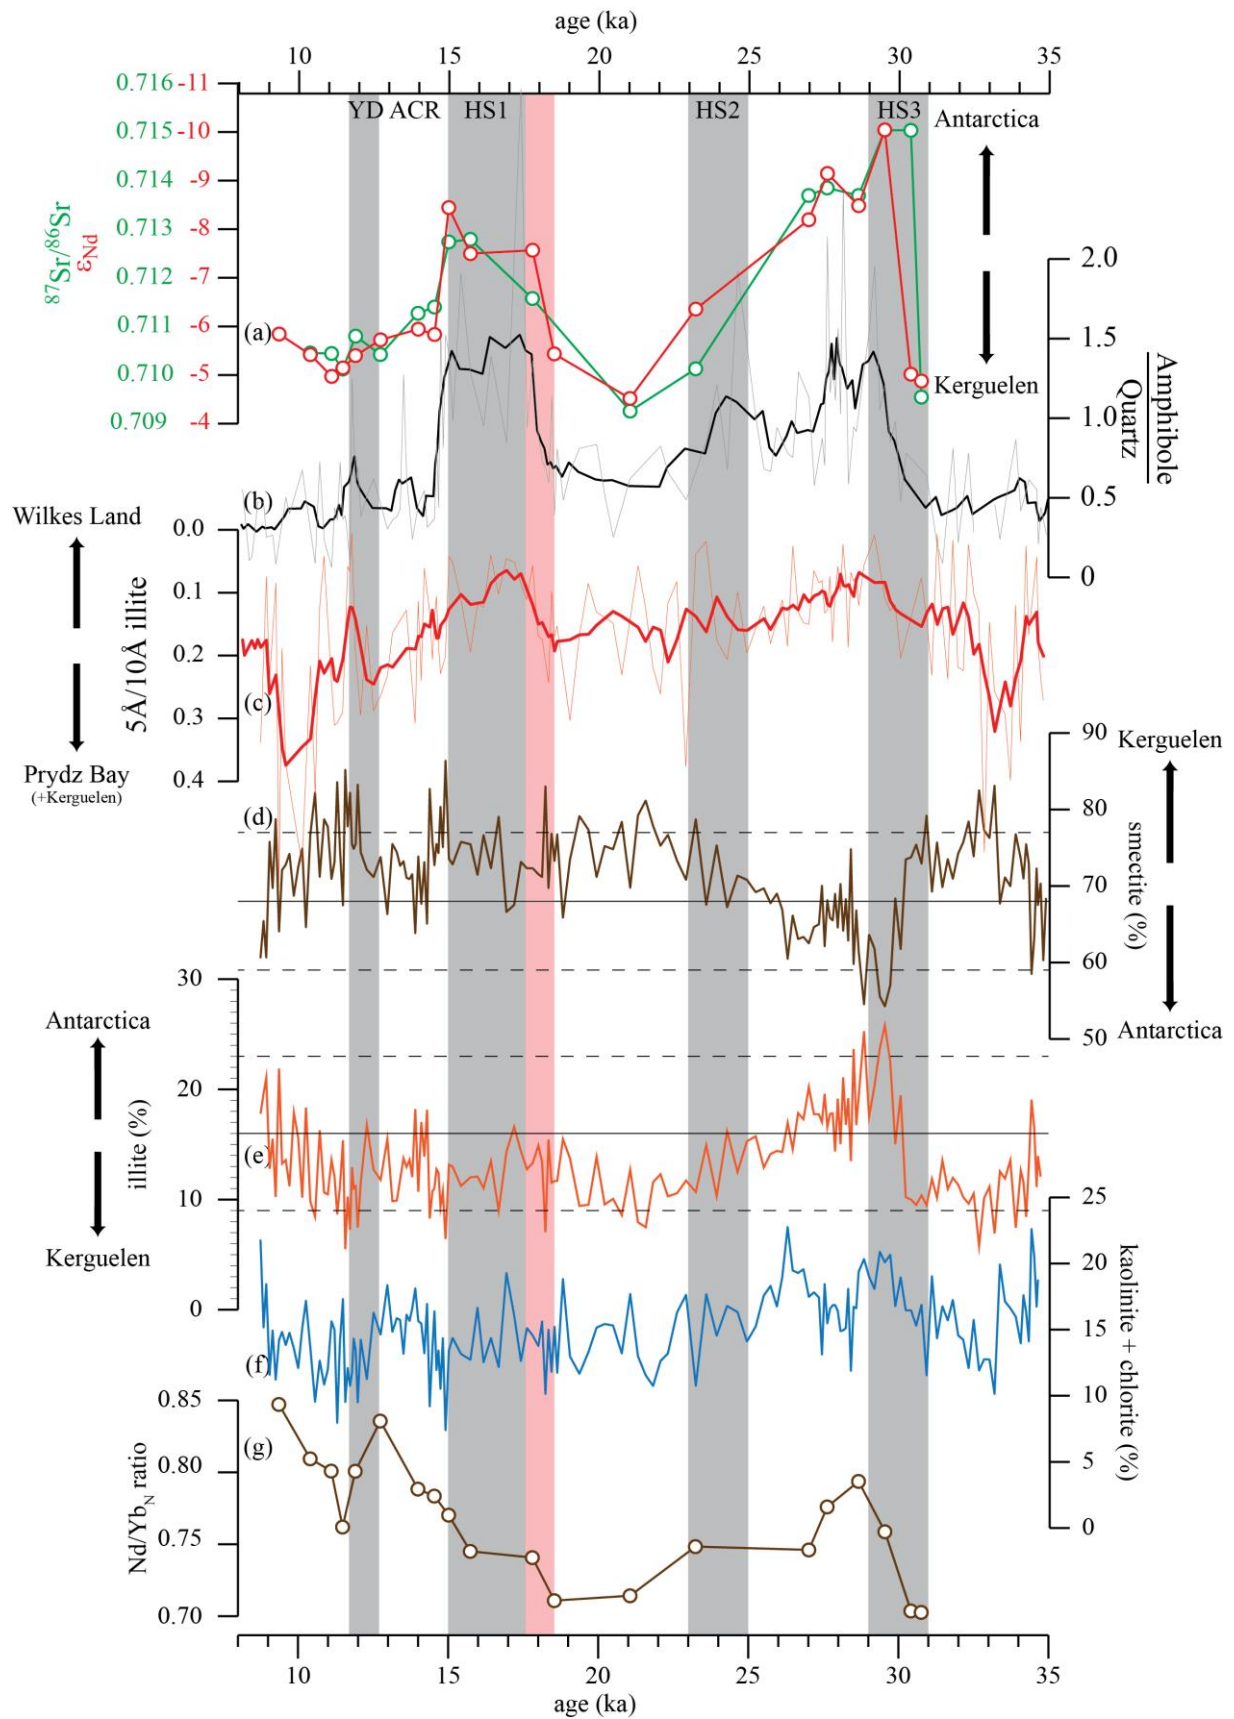 age (ka)
10 15 20 25 30 35
0.716 -11
YD ACR HS1 HS2 HS3
Antarctica
0.715 -10
0.714 -9
0.713 -8
0.712 -7
0.711 -6
0.710 -5
0.709 -4
87Sr/86Sr
εNd
(a)
Kerguelen
2.0
1.5
1.0
0.5
0
Amphibole
Quartz
(b)
Wilkes Land
0.0
0.1
0.2
0.3
0.4
5Å/10Å illite
(c)
Prydz Bay
(+Kerguelen)
90
80
70
60
50
Kerguelen
smectite (%)
Antarctica
(d)
30
20
10
0
Antarctica
illite (%)
Kerguelen
(e)
25
20
15
10
5
0
kaolinite + chlorite (%)
(f)
0.85
0.80
0.75
0.70
Nd/YbN ratio
(g)
10 15 20 25 30 35
age (ka)